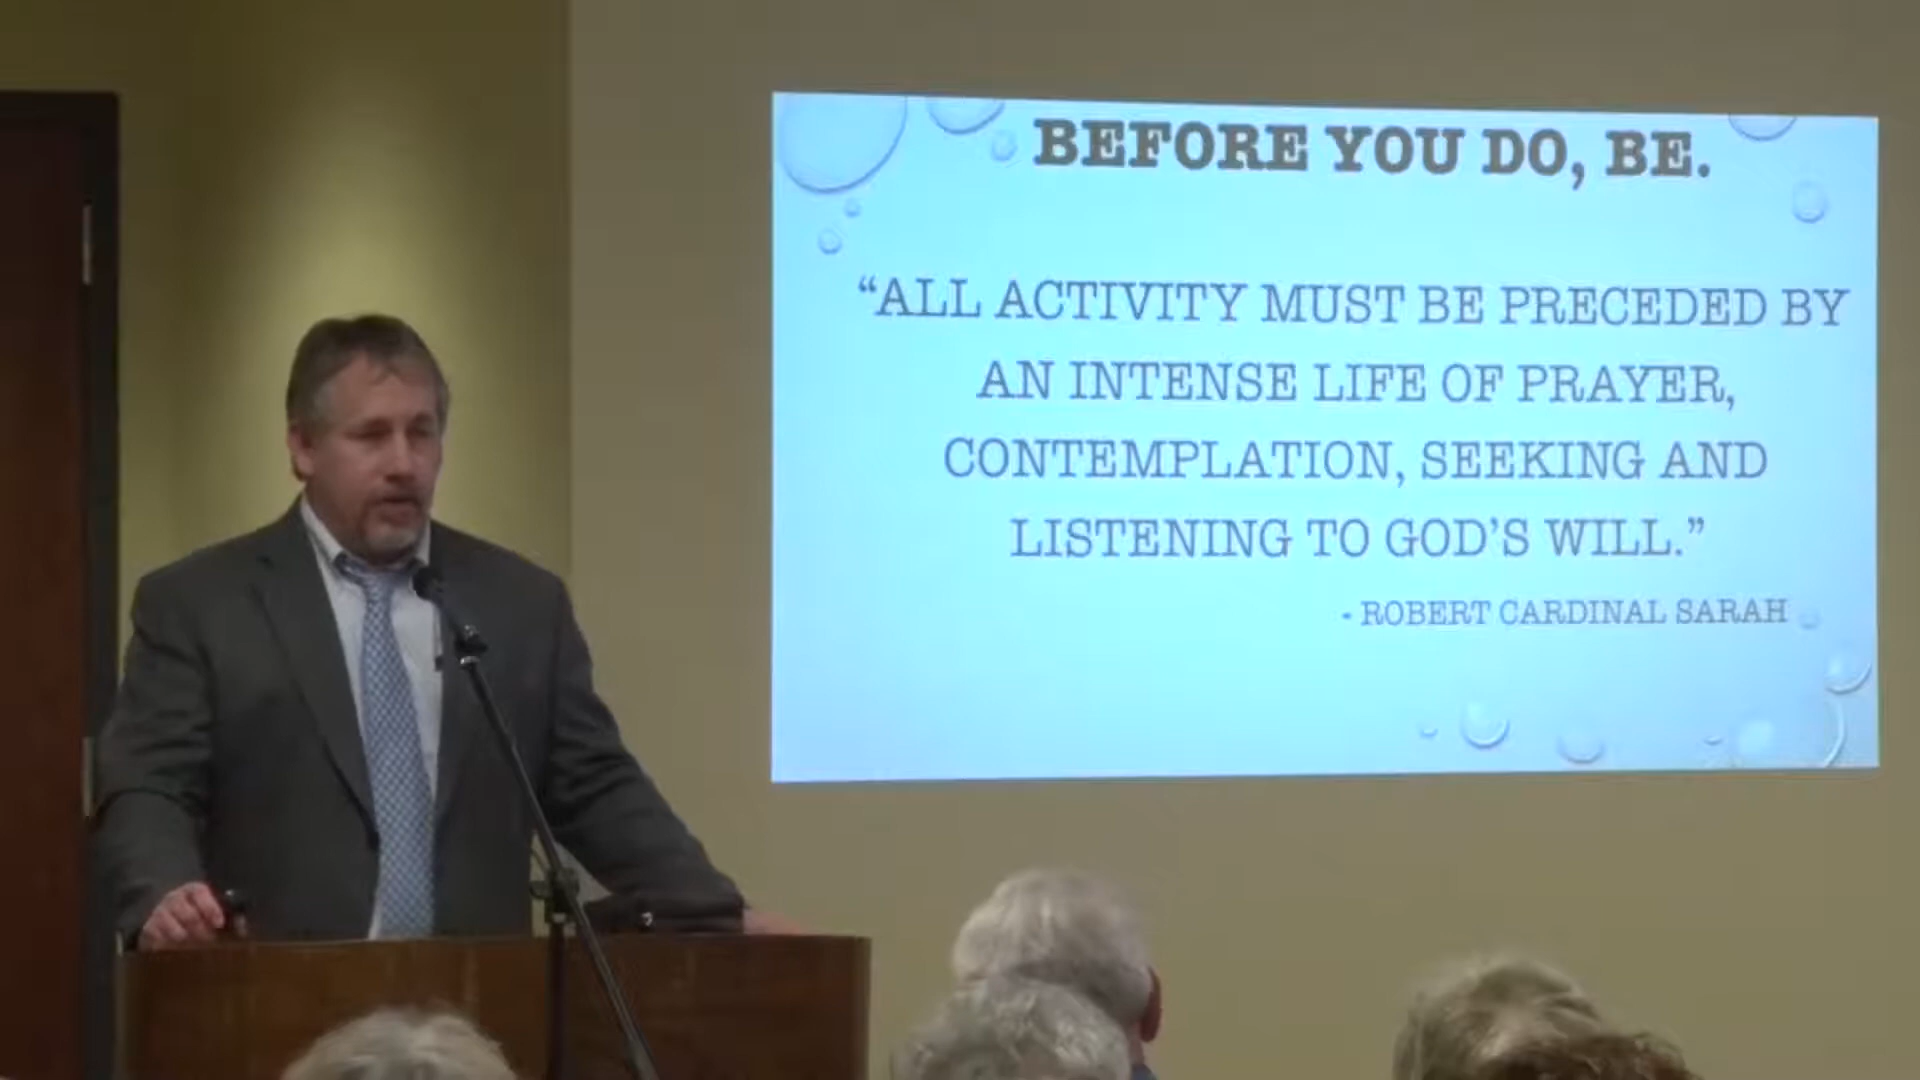 BEFORE YOU DO, BE.
“ALL ACTIVITY MUST BE PRECEDED BY
AN INTENSE LIFE OF PRAYER,
CONTEMPLATION, SEEKING AND
LISTENING TO GOD’S WILL.”
- ROBERT CARDINAL SARAH